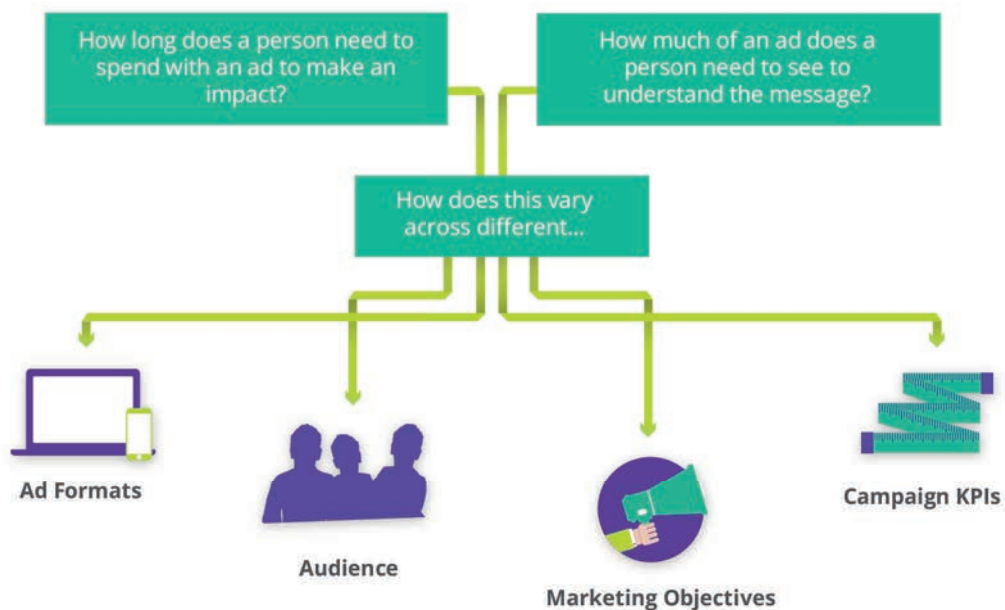 How long does a person need to
spend with an ad to make an
impact?
How much of an ad does a
person need to see to
understand the message?
How does this vary
across different...
Ad Formats
Audience
Marketing Objectives
Campaign KPIs